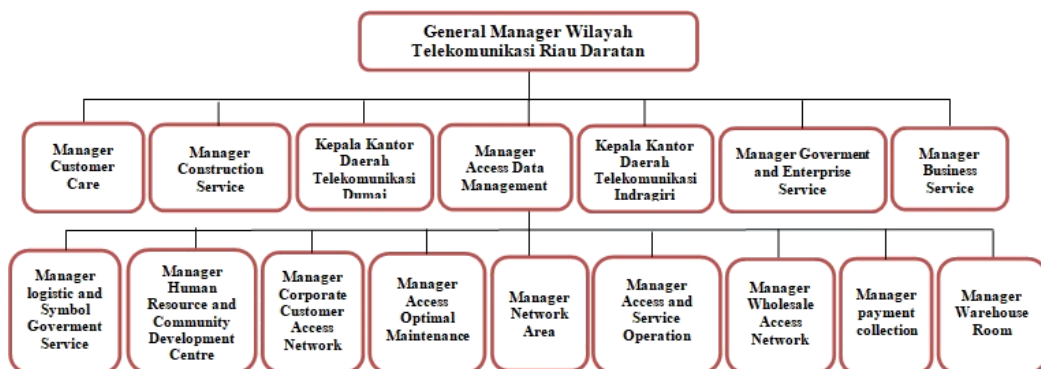 General Manager Wilayah
Telekomunikasi Riau Daratan
Manager
Customer
Care
Manager
Construction
Service
Kepala Kantor
Daerah
Telekomunikasi
Dumai
Manager
Access Data
Management
Kepala Kantor
Daerah
Telekomunikasi
Indragiri
Manager Goverment
and Enterprise
Service
Manager
Business
Service
Manager
logistic and
Symbol
Goverment
Service
Manager
Human
Resource and
Community
Development
Centre
Manager
Corporate
Customer
Access
Network
Manager
Access
Optimal
Maintenance
Manager
Network
Area
Manager
Access and
Service
Operation
Manager
Wholesale
Access
Network
Manager
payment
collection
Manager
Warehouse
Room